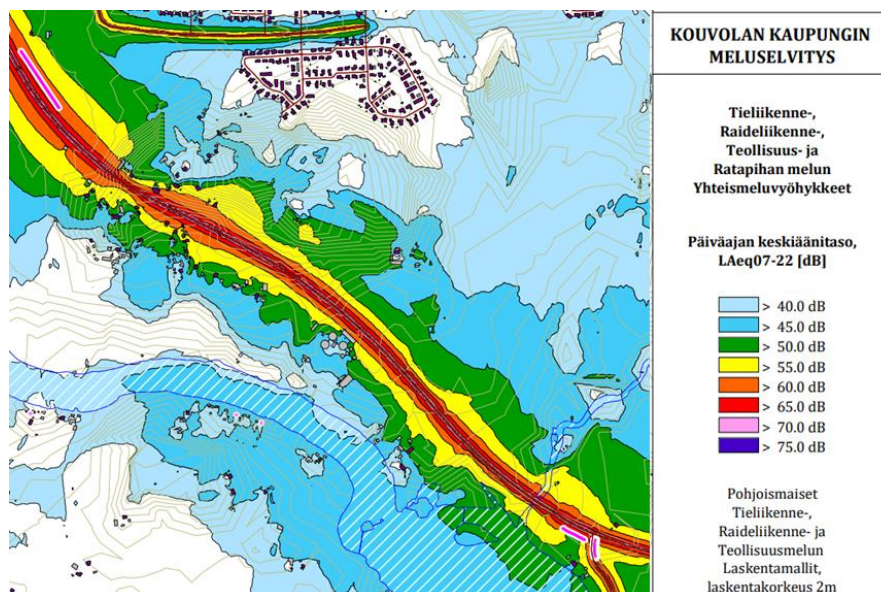 KOUVOLAN KAUPUNGIN
MELUSELVITYS
Tieliikenne-,
Raideliikenne-,
Teollisuus- ja
Ratapihan melun
Yhteismeluvyöhykkeet
Päiväajan keskiäänitaso,
LAeq07-22 [dB]
> 40.0 dB
> 45.0 dB
> 50.0 dB
> 55.0 dB
> 60.0 dB
> 65.0 dB
> 70.0 dB
> 75.0 dB
Pohjoismaiset
Tieliikenne-,
Raideliikenne- ja
Teollisuusmelun
Laskentamallit,
laskentakorkeus 2m